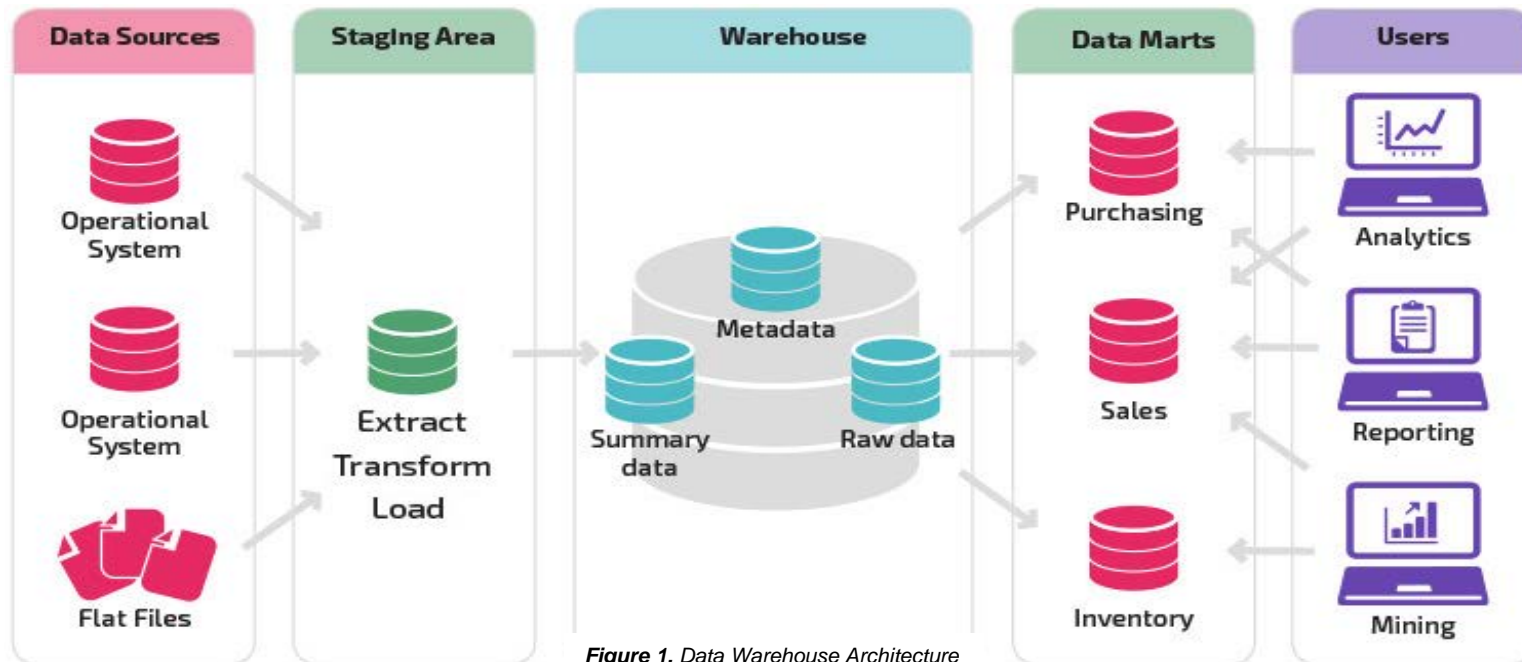 Data Sources
Operational
System
Operational
System
Flat Files
Staging Area
Extract
Transform
Load
Warehouse
Metadata
Summary
data
Raw data
Data Marts
Purchasing
Sales
Inventory
Users
Analytics
Reporting
Mining
Figure 1. Data Warehouse Architecture